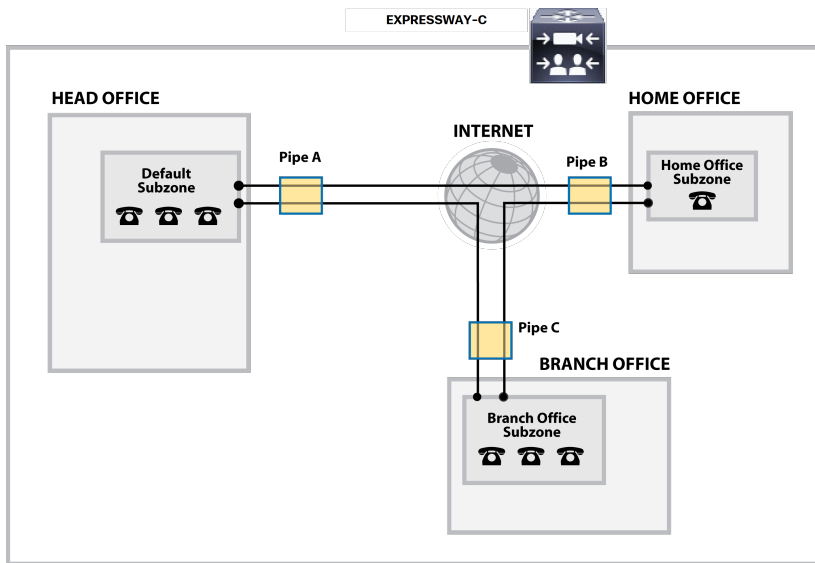 EXPRESSWAY-C
HEAD OFFICE
HOME OFFICE
INTERNET
Pipe A
Pipe B
Default
Subzone
Home Office
Subzone
Pipe C
BRANCH OFFICE
Branch Office
Subzone